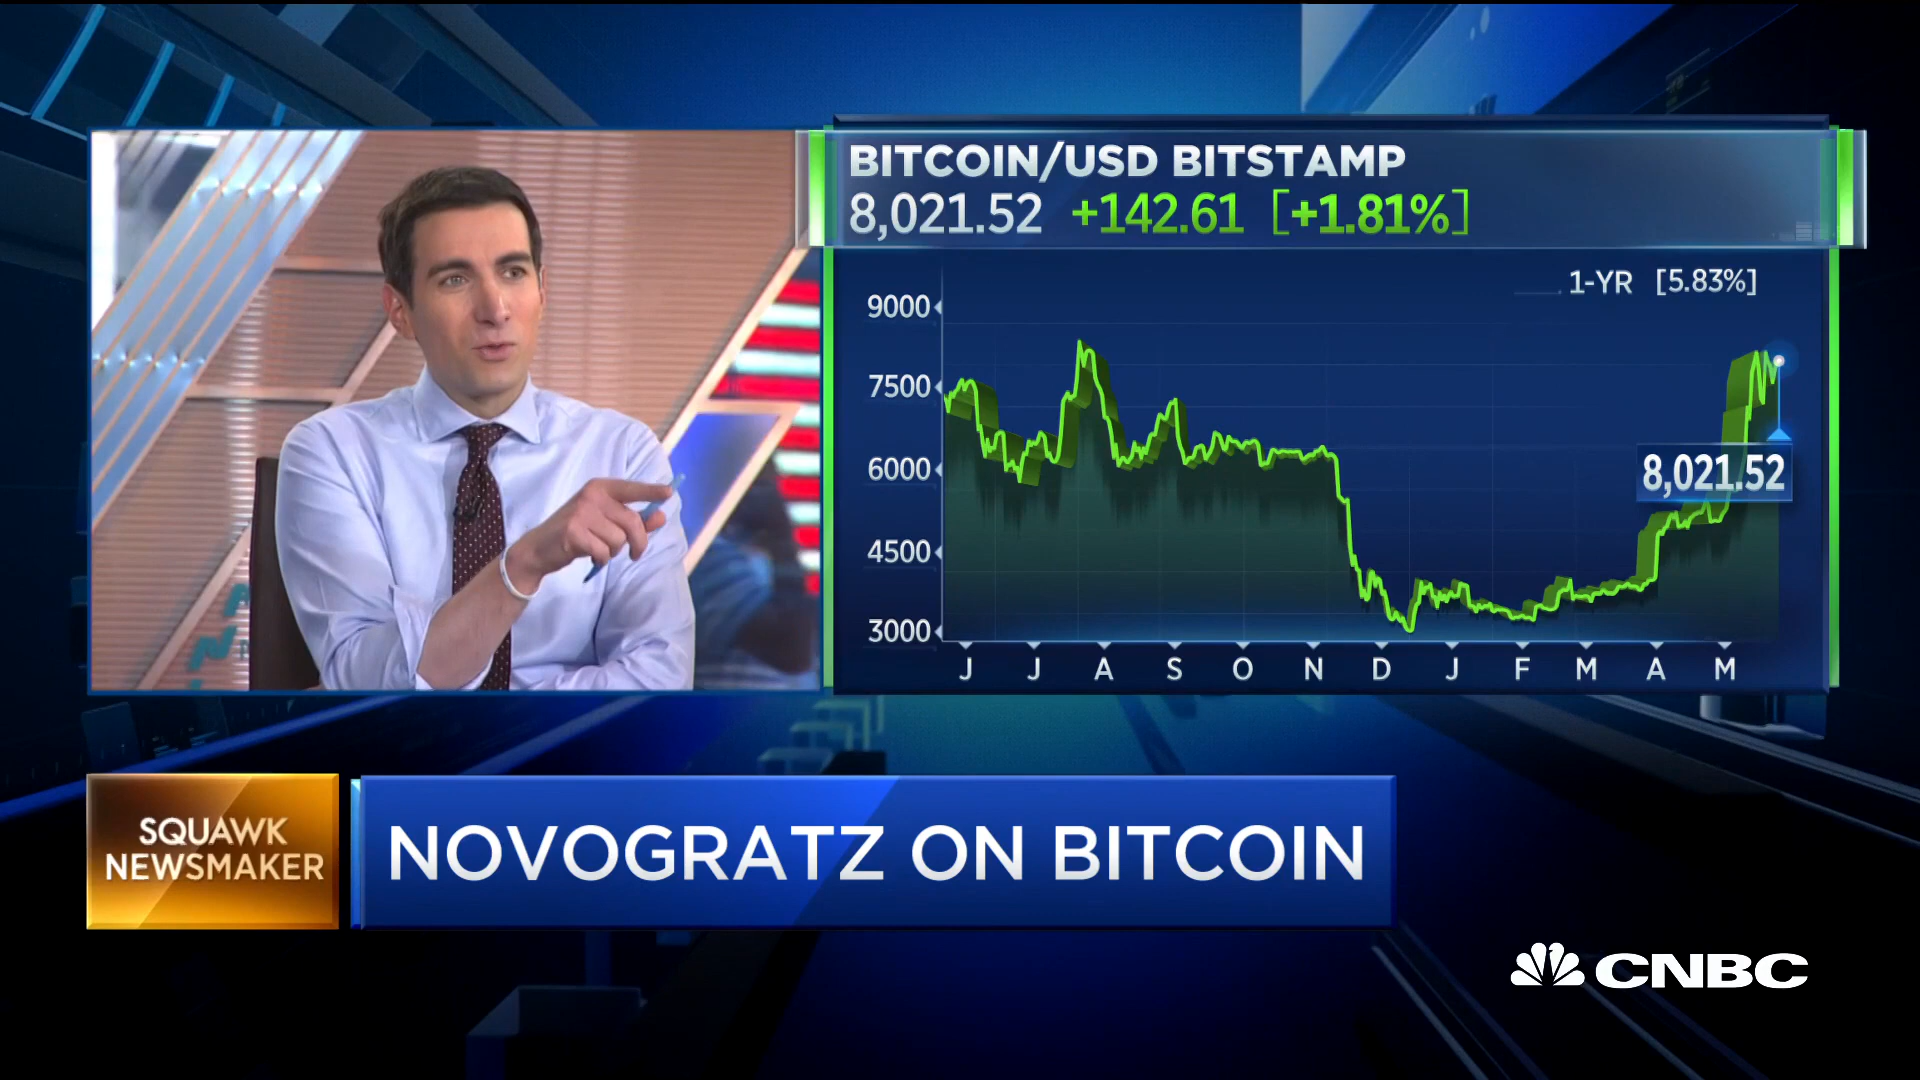 BITCOIN/USD BITSTAMP
8,021.52 +142.61 [+1.81%]
1-YR [5.83%]
9000
7500
6000
4500
3000
8,021.52
J J A S O N D J F M A M
SQUAWK
NEWSMAKER
NOVOGRATZ ON BITCOIN
CNBC